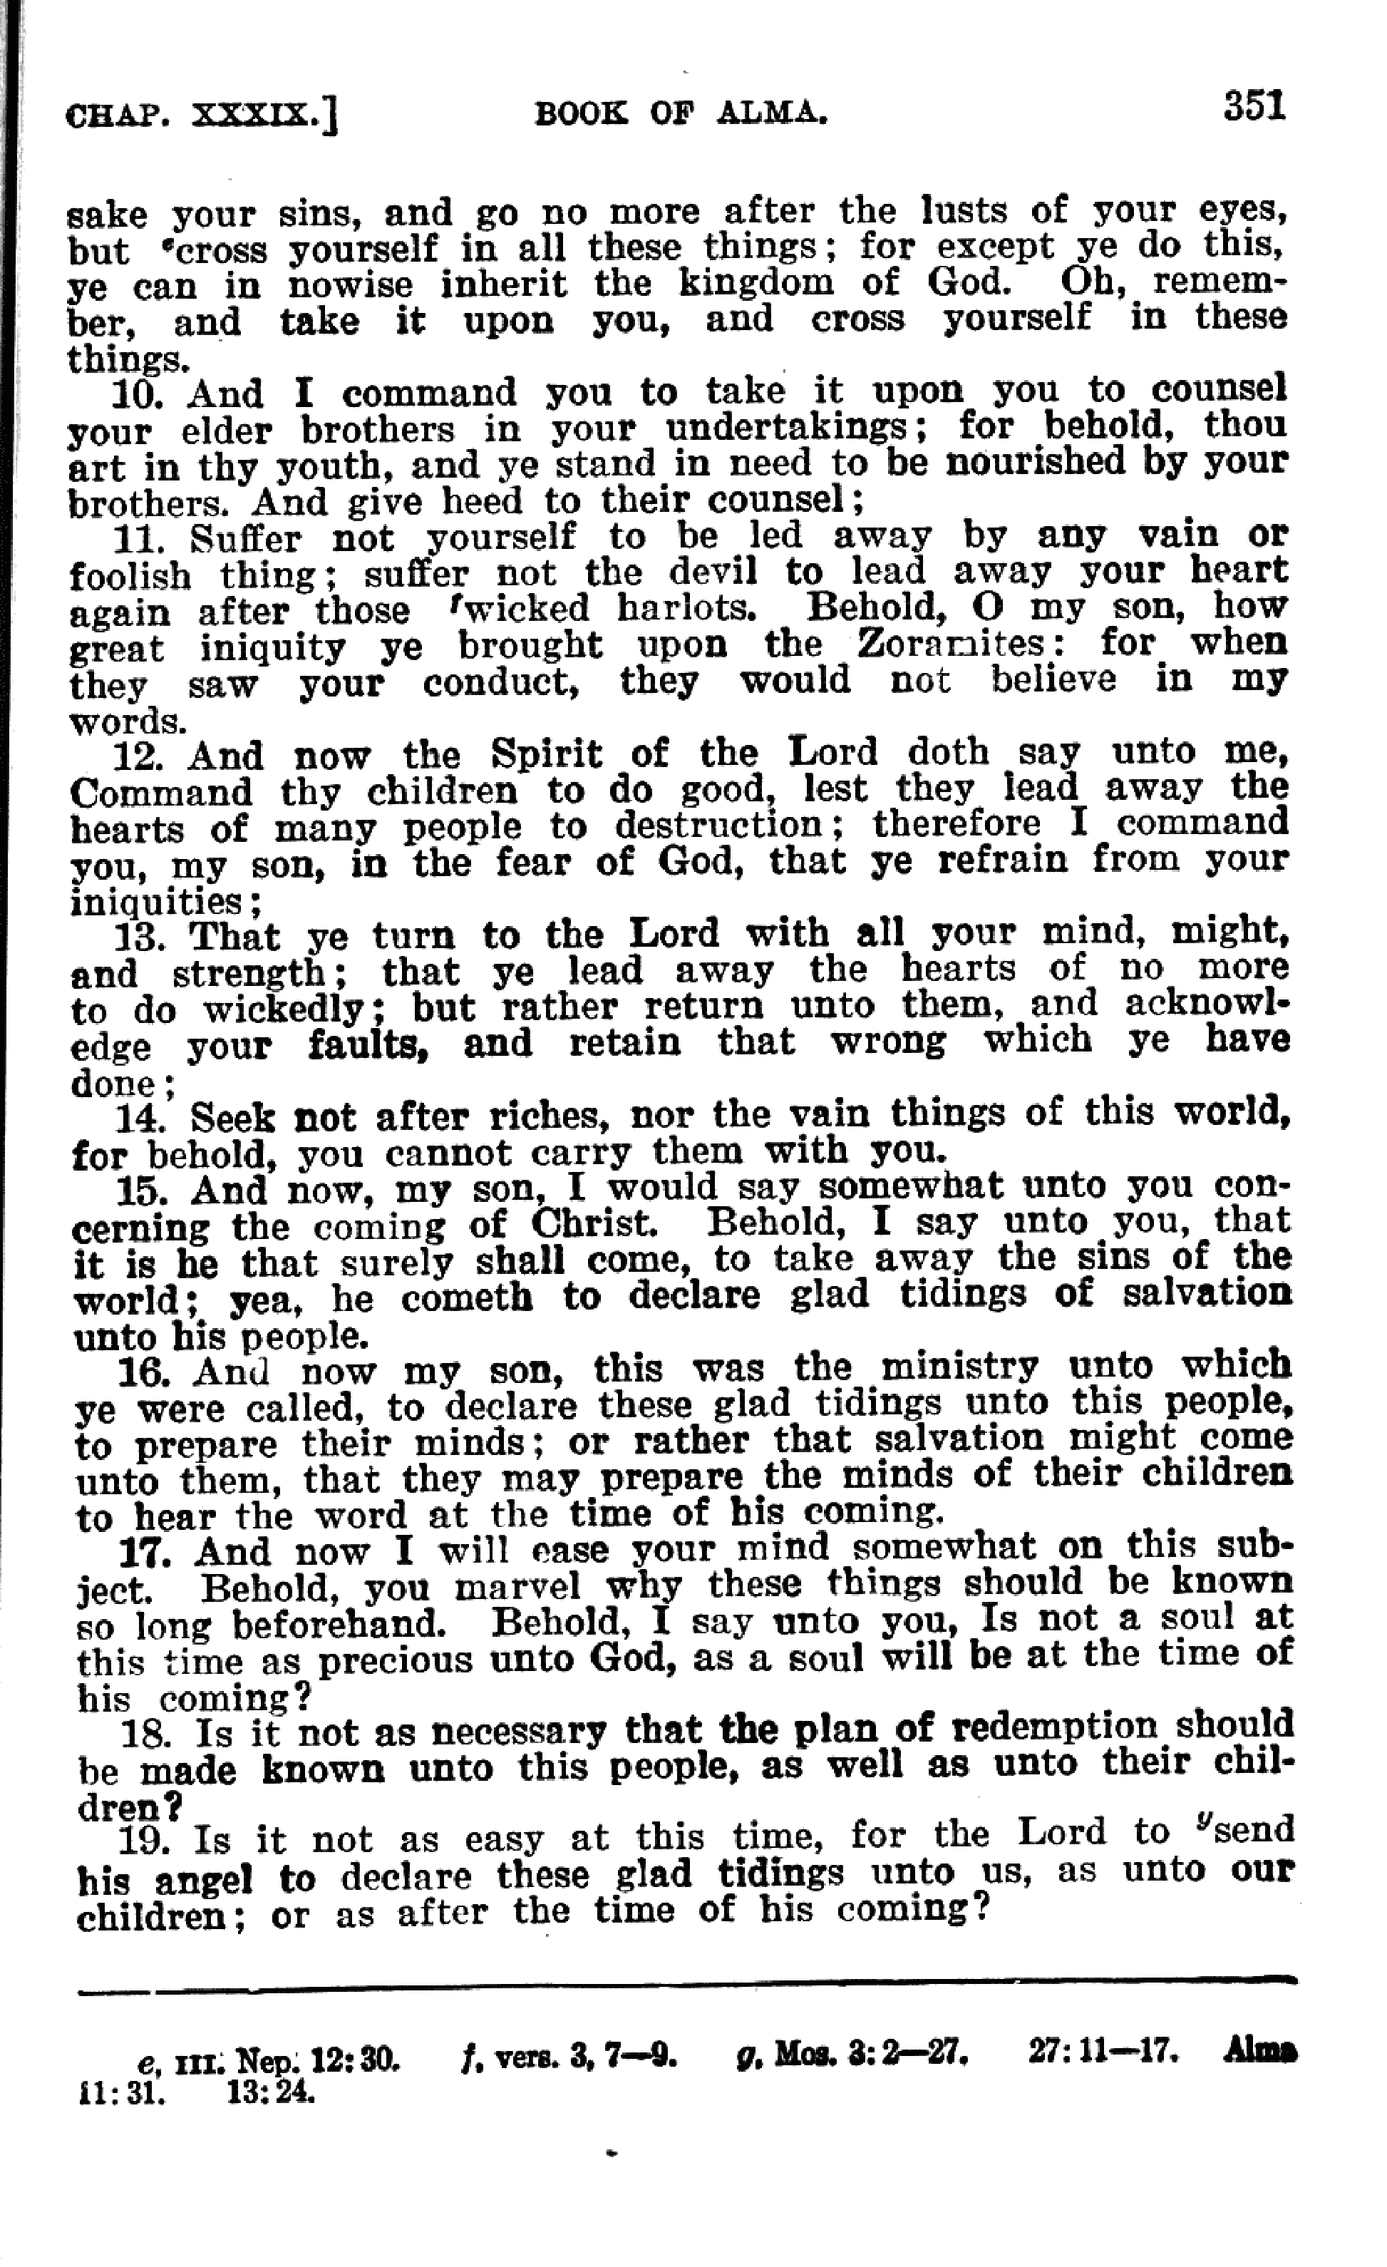 CHAP. XXXIX.] BOOK OF ALMA. 351
sake your sins, and go no more after the lusts of your eyes,
but ᵉcross yourself in all these things; for except ye do this,
ye can in nowise inherit the kingdom of God. Oh, remem-
ber, and take it upon you, and cross yourself in these
things.
10. And I command you to take it upon you to counsel
your elder brothers in your undertakings; for behold, thou
art in thy youth, and ye stand in need to be nourished by your
brothers. And give heed to their counsel;
11. Suffer not yourself to be led away by any vain or
foolish thing; suffer not the devil to lead away your heart
again after those ᶠwicked harlots. Behold, O my son, how
great iniquity ye brought upon the Zoramites: for when
they saw your conduct, they would not believe in my
words.
12. And now the Spirit of the Lord doth say unto me,
Command thy children to do good, lest they lead away the
hearts of many people to destruction; therefore I command
you, my son, in the fear of God, that ye refrain from your
iniquities;
13. That ye turn to the Lord with all your mind, might,
and strength; that ye lead away the hearts of no more
to do wickedly; but rather return unto them, and acknowl-
edge your faults, and retain that wrong which ye have
done;
14. Seek not after riches, nor the vain things of this world,
for behold, you cannot carry them with you.
15. And now, my son, I would say somewhat unto you con-
cerning the coming of Christ. Behold, I say unto you, that
it is he that surely shall come, to take away the sins of the
world; yea, he cometh to declare glad tidings of salvation
unto his people.
16. And now my son, this was the ministry unto which
ye were called, to declare these glad tidings unto this people,
to prepare their minds; or rather that salvation might come
unto them, that they may prepare the minds of their children
to hear the word at the time of his coming.
17. And now I will ease your mind somewhat on this sub-
ject. Behold, you marvel why these things should be known
so long beforehand. Behold, I say unto you, Is not a soul at
this time as precious unto God, as a soul will be at the time of
his coming?
18. Is it not as necessary that the plan of redemption should
be made known unto this people, as well as unto their chil-
dren?
19. Is it not as easy at this time, for the Lord to ᵍsend
his angel to declare these glad tidings unto us, as unto our
children; or as after the time of his coming?
e, III. Nep. 12:30. f, vers. 3, 7—9. g, Mos. 3:2—27. 27:11—17. Alma
11:31. 13:24.